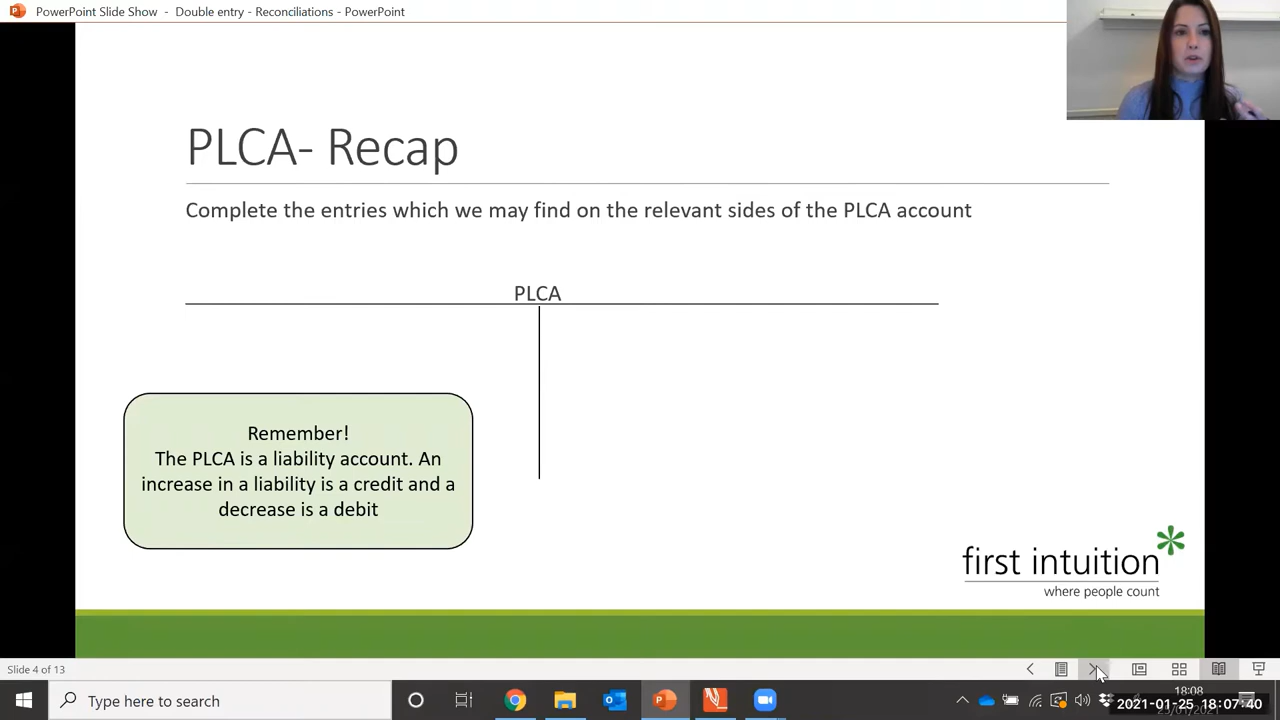 PowerPoint Slide Show - Double entry - Reconciliations - PowerPoint
PLCA- Recap
Complete the entries which we may find on the relevant sides of the PLCA account
PLCA
Remember!
The PLCA is a liability account. An
increase in a liability is a credit and a
decrease is a debit
first intuition
where people count
Slide 4 of 13
Type here to search
18:08
2021-01-25 18:07:40